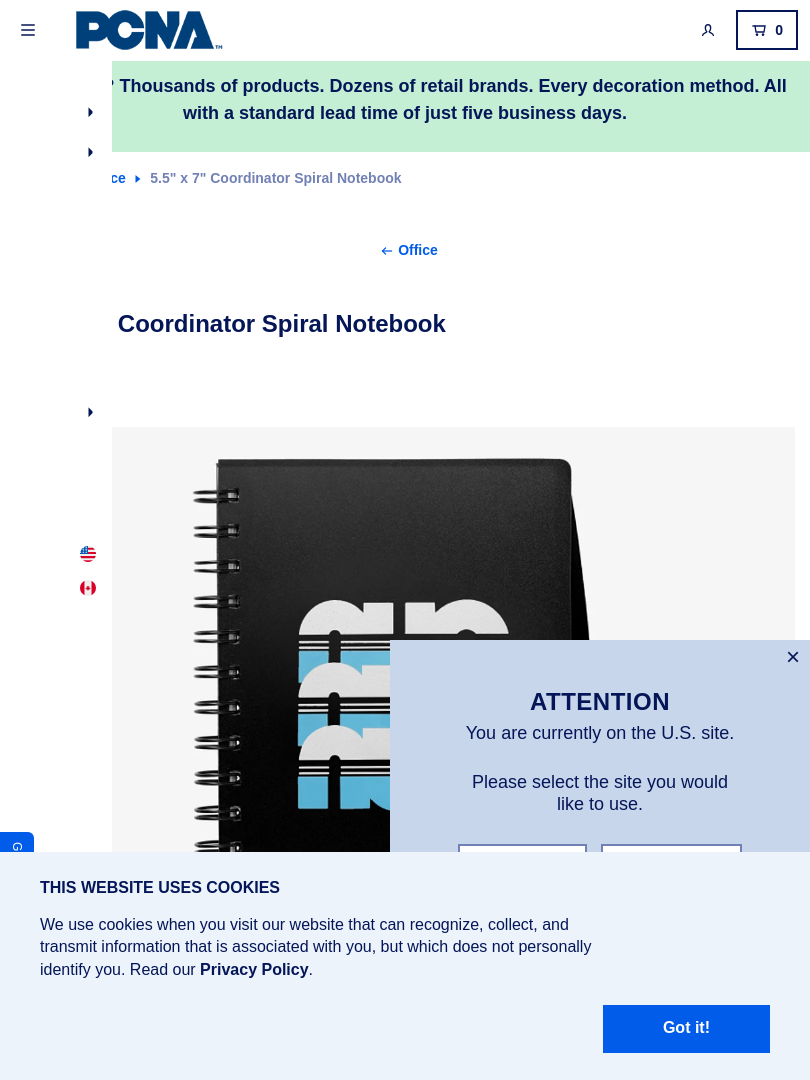 PCNA™
0
? Thousands of products. Dozens of retail brands. Every decoration method. All
with a standard lead time of just five business days.
5.5" x 7" Coordinator Spiral Notebook
Office
Coordinator Spiral Notebook
ATTENTION
You are currently on the U.S. site.
Please select the site you would
like to use.
G
THIS WEBSITE USES COOKIES
We use cookies when you visit our website that can recognize, collect, and
transmit information that is associated with you, but which does not personally
identify you. Read our Privacy Policy.
Got it!